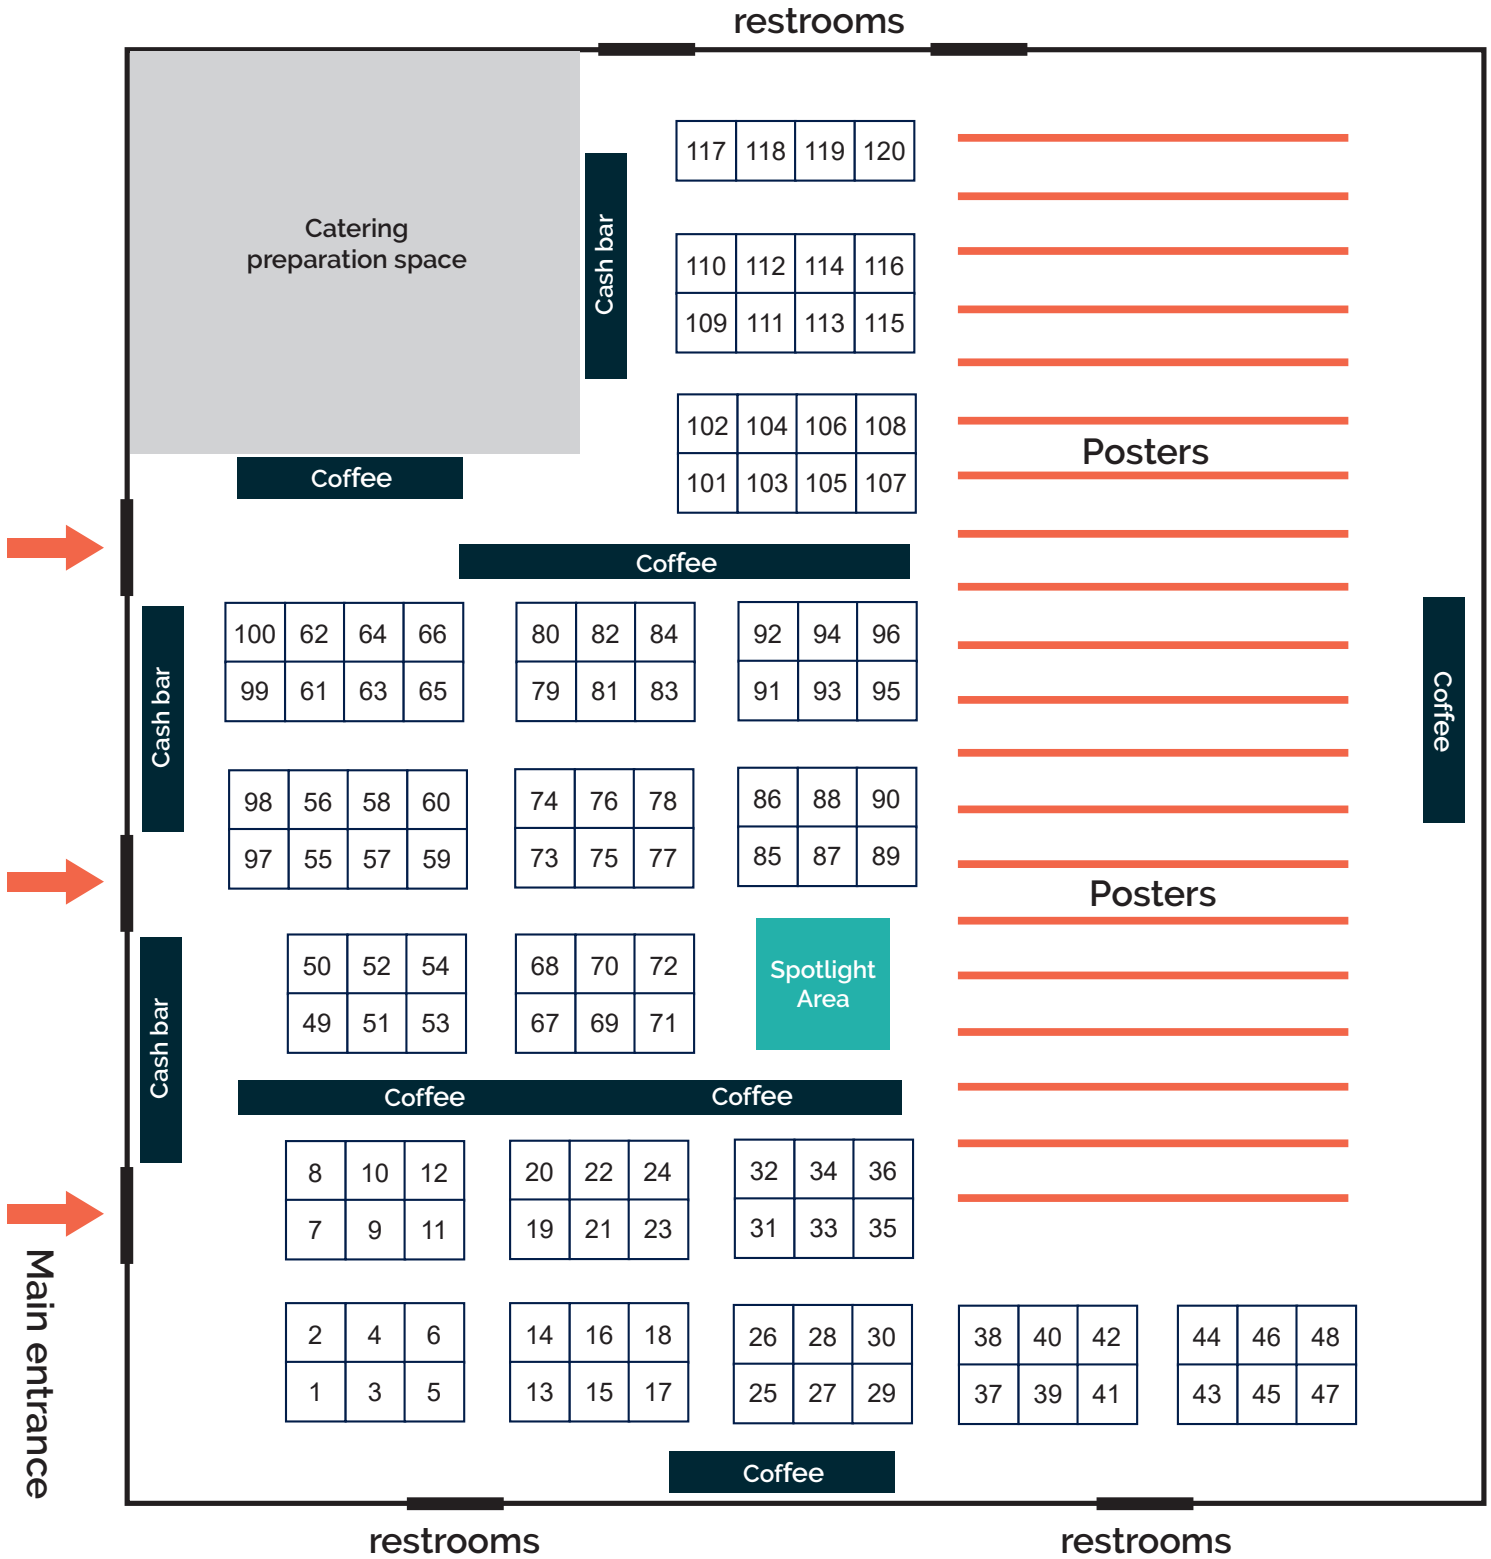 restrooms
117 118 119 120
Catering
preparation space
Cash bar
110 112 114 116
109 111 113 115
102 104 106 108
101 103 105 107
Posters
Coffee
Coffee
100 62 64 66
99 61 63 65
80 82 84
79 81 83
92 94 96
91 93 95
Cash bar
Coffee
98 56 58 60
97 55 57 59
74 76 78
73 75 77
86 88 90
85 87 89
Posters
50 52 54
49 51 53
68 70 72
67 69 71
Spotlight
Area
Cash bar
Coffee
Coffee
8 10 12
7 9 11
20 22 24
19 21 23
32 34 36
31 33 35
Main entrance
2 4 6
1 3 5
14 16 18
13 15 17
26 28 30
25 27 29
38 40 42
37 39 41
44 46 48
43 45 47
Coffee
restrooms
restrooms